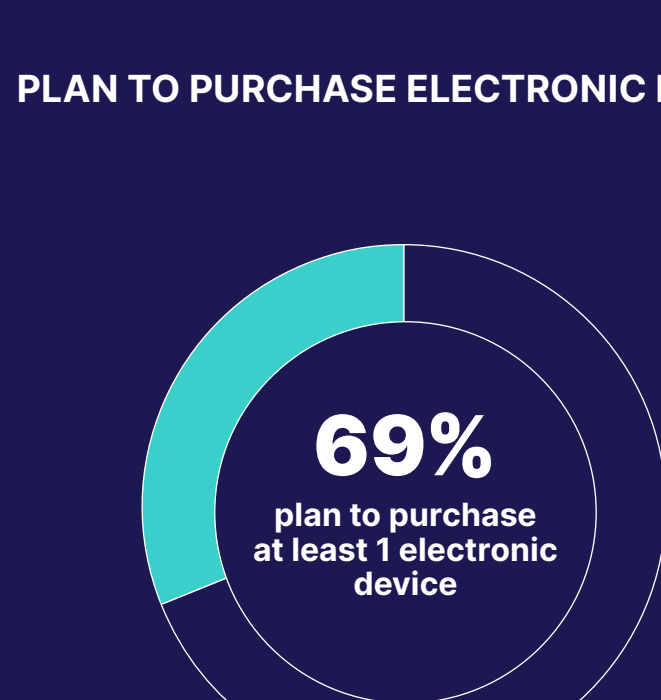 PLAN TO PURCHASE ELECTRONIC
69%
plan to purchase
at least 1 electronic
device